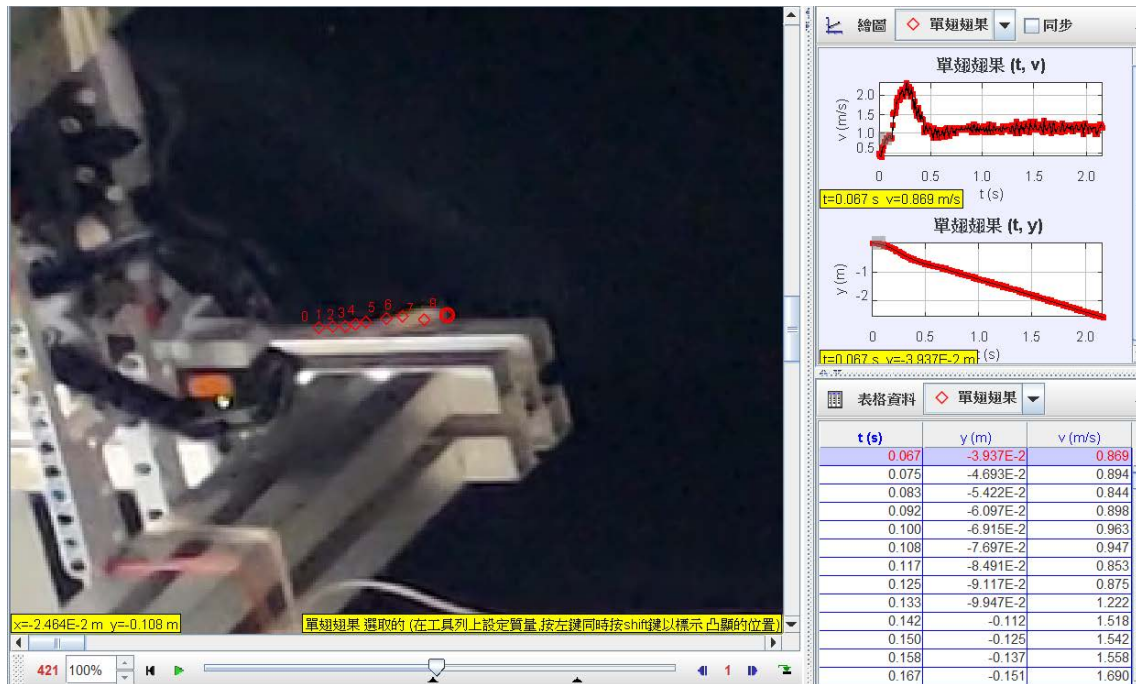 0 1 2 3 4 5 6 7 8
x=-2.464E-2 m y=-0.108 m
單翅翅果 選取的 (在工具列上設定質量,按左鍵同時按shift鍵以標示 凸顯的位置)
421 100% 1
繪圖 單翅翅果 同步
單翅翅果 (t, v)
v (m/s)
2.0
1.5
1.0
0.5
0 0.5 1.0 1.5 2.0
t (s)
t=0.067 s v=0.869 m/s
單翅翅果 (t, y)
y (m)
-1
-2
0 0.5 1.0 1.5 2.0
t (s)
t=0.067 s y=-3.937E-2 m
表格資料 單翅翅果
t (s) y (m) v (m/s)
0.067 -3.937E-2 0.869
0.075 -4.693E-2 0.894
0.083 -5.422E-2 0.844
0.092 -6.097E-2 0.898
0.100 -6.915E-2 0.963
0.108 -7.697E-2 0.947
0.117 -8.491E-2 0.853
0.125 -9.117E-2 0.875
0.133 -9.947E-2 1.222
0.142 -0.112 1.518
0.150 -0.125 1.542
0.158 -0.137 1.558
0.167 -0.151 1.690